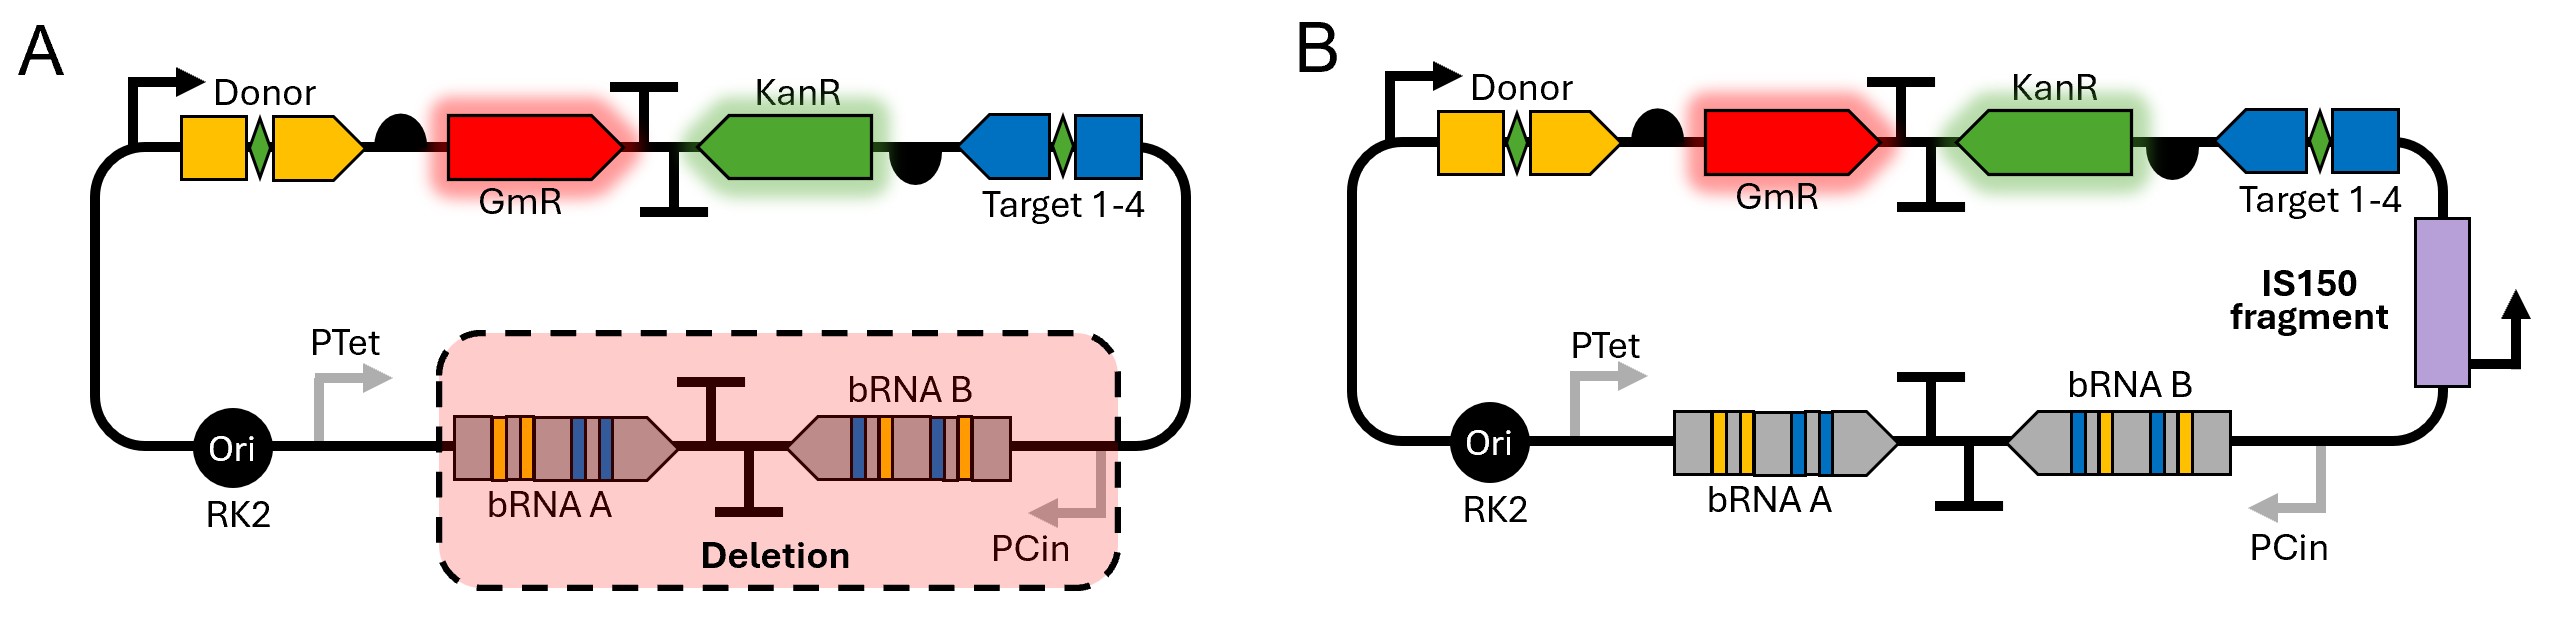 A
Donor
KanR
GmR
Target 1-4
PTet
bRNA B
Ori
RK2
bRNA A
Deletion
PCin
B
Donor
KanR
GmR
Target 1-4
IS150
fragment
PTet
bRNA B
Ori
RK2
bRNA A
PCin